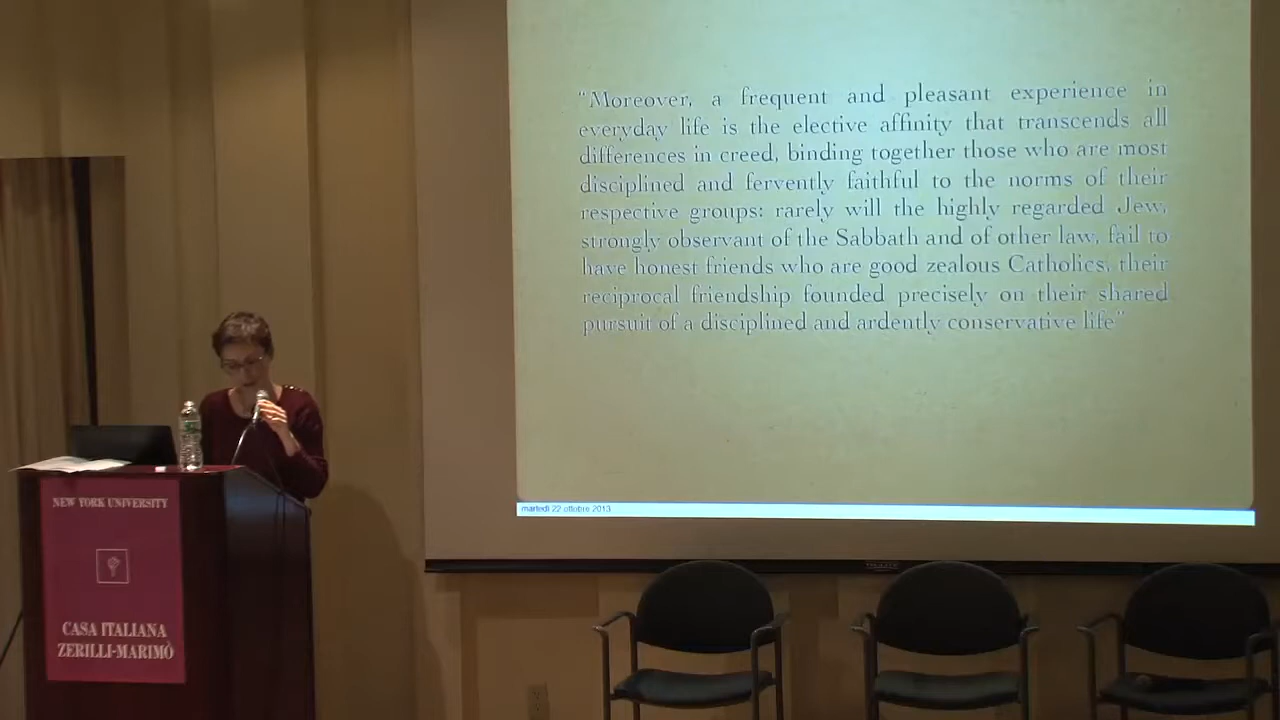 "Moreover, a frequent and pleasant experience in
everyday life is the elective affinity that transcends all
differences in creed, binding together those who are most
disciplined and fervently faithful to the norms of their
respective groups: rarely will the highly regarded Jew,
strongly observant of the Sabbath and of other law, fail to
have honest friends who are good zealous Catholics, their
reciprocal friendship founded precisely on their shared
pursuit of a disciplined and ardently conservative life"
martedì 22 ottobre 2013
NEW YORK UNIVERSITY
CASA ITALIANA
ZERILLI-MARIMÒ